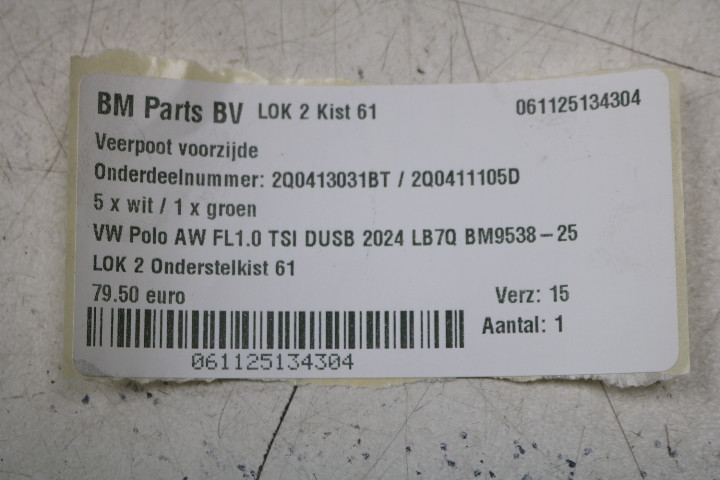 BM Parts BV LOK 2 Kist 61 061125134304
Veerpoot voorzijde
Onderdeelnummer: 2Q0413031BT / 2Q0411105D
5 x wit / 1 x groen
VW Polo AW FL1.0 TSI DUSB 2024 LB7Q BM9538-25
LOK 2 Onderstelkist 61
79.50 euro Verz: 15
Aantal: 1
061125134304